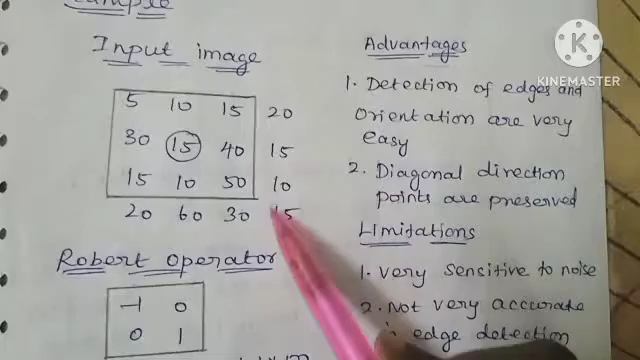 Input image
5 10 15 20
30 15 40 15
15 10 50 10
20 60 30 15
Robert operator
-1 0
0 1
Advantages
1. Detection of edges and
orientation are very
easy
2. Diagonal direction
points are preserved
Limitations
1. Very sensitive to noise
2. Not very accurate
edge detection
KINEMASTER